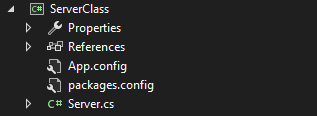 C# ServerClass
Properties
References
App.config
packages.config
C# Server.cs